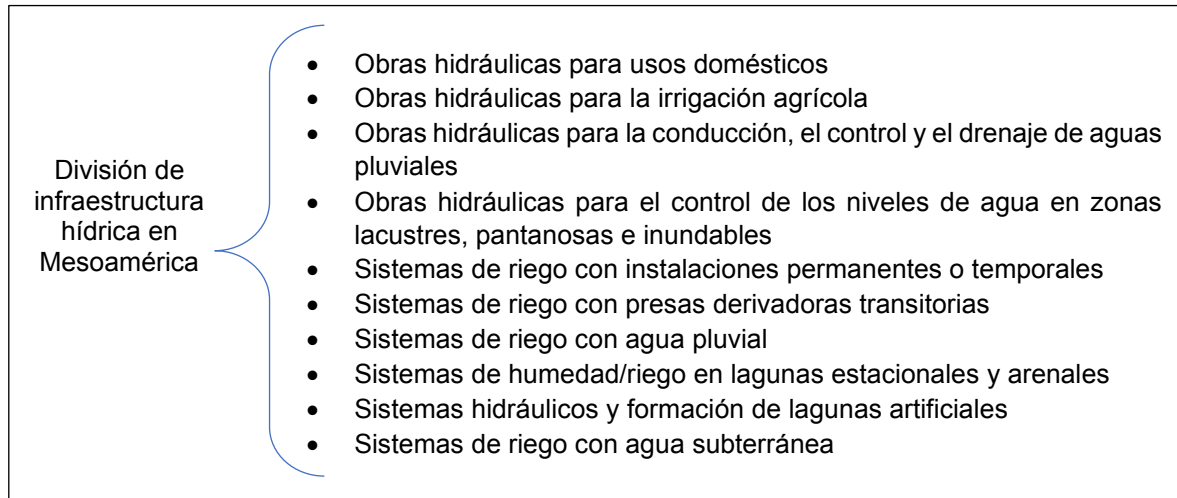 División de
infraestructura
hídrica en
Mesoamérica
• Obras hidráulicas para usos domésticos
• Obras hidráulicas para la irrigación agrícola
• Obras hidráulicas para la conducción, el control y el drenaje de aguas
pluviales
• Obras hidráulicas para el control de los niveles de agua en zonas
lacustres, pantanosas e inundables
• Sistemas de riego con instalaciones permanentes o temporales
• Sistemas de riego con presas derivadoras transitorias
• Sistemas de riego con agua pluvial
• Sistemas de humedad/riego en lagunas estacionales y arenales
• Sistemas hidráulicos y formación de lagunas artificiales
• Sistemas de riego con agua subterránea